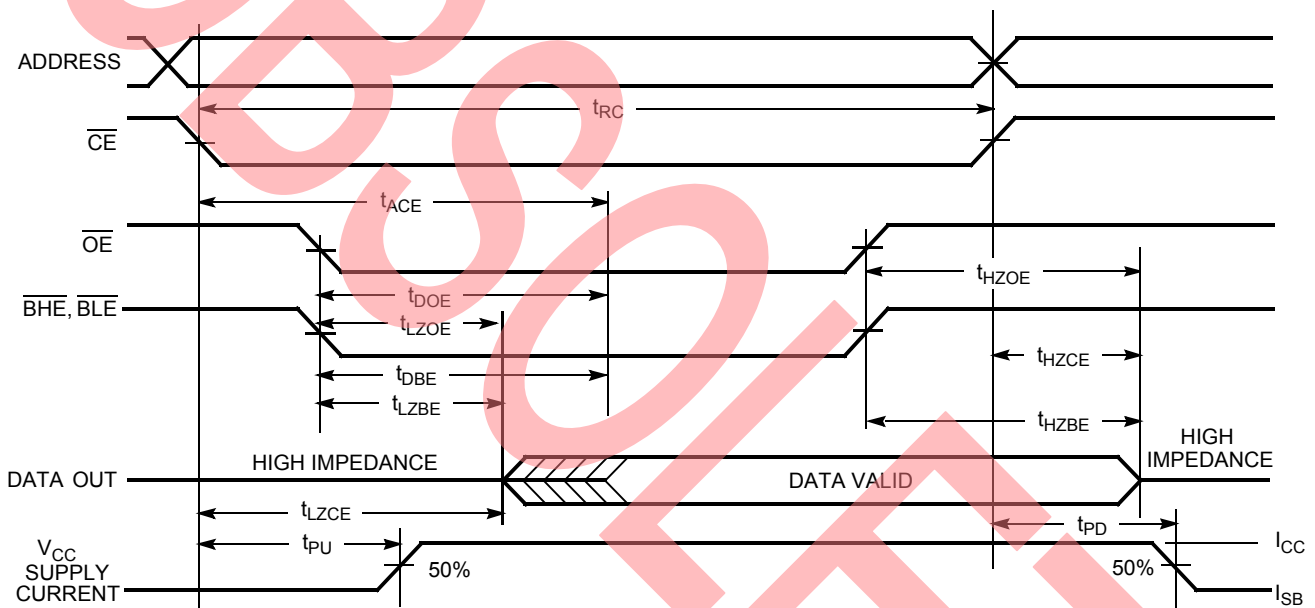 ADDRESS
tRC
CE
tACE
OE
tHZOE
tDOE
BHE, BLE
tLZOE
tHZCE
tDBE
tLZBE
tHZBE
HIGH IMPEDANCE
HIGH
IMPEDANCE
DATA OUT
DATA VALID
tLZCE
tPD
tPU
VCC
SUPPLY
CURRENT
50%
50%
ICC
ISB